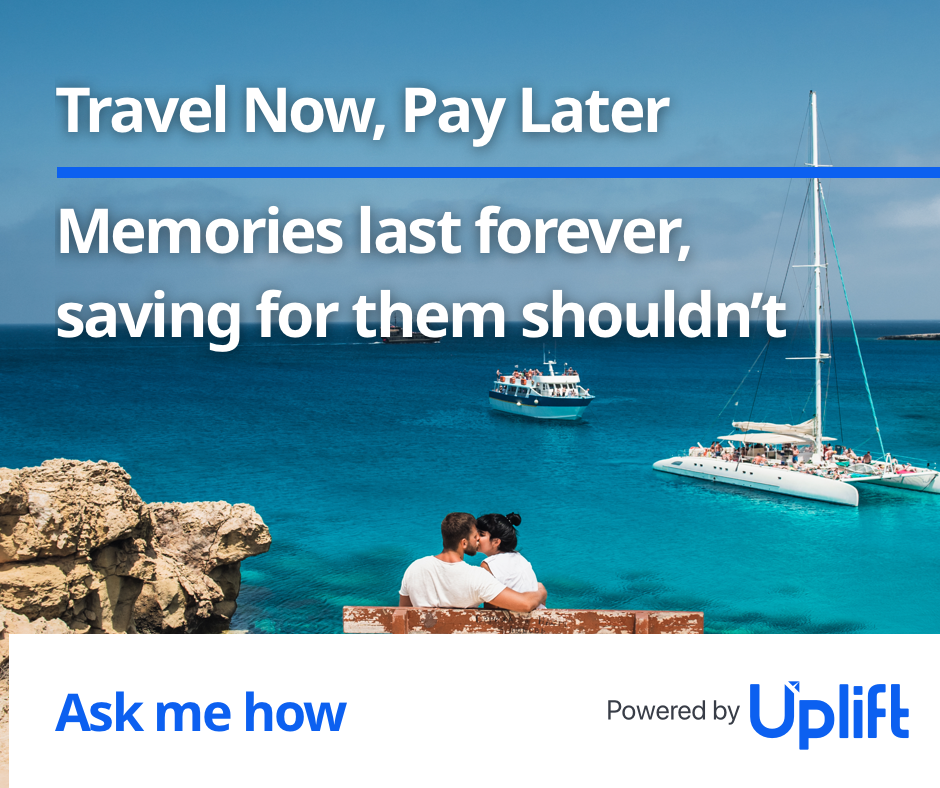 Travel Now, Pay Later
Memories last forever,
saving for them shouldn’t
Ask me how
Powered by Uplift